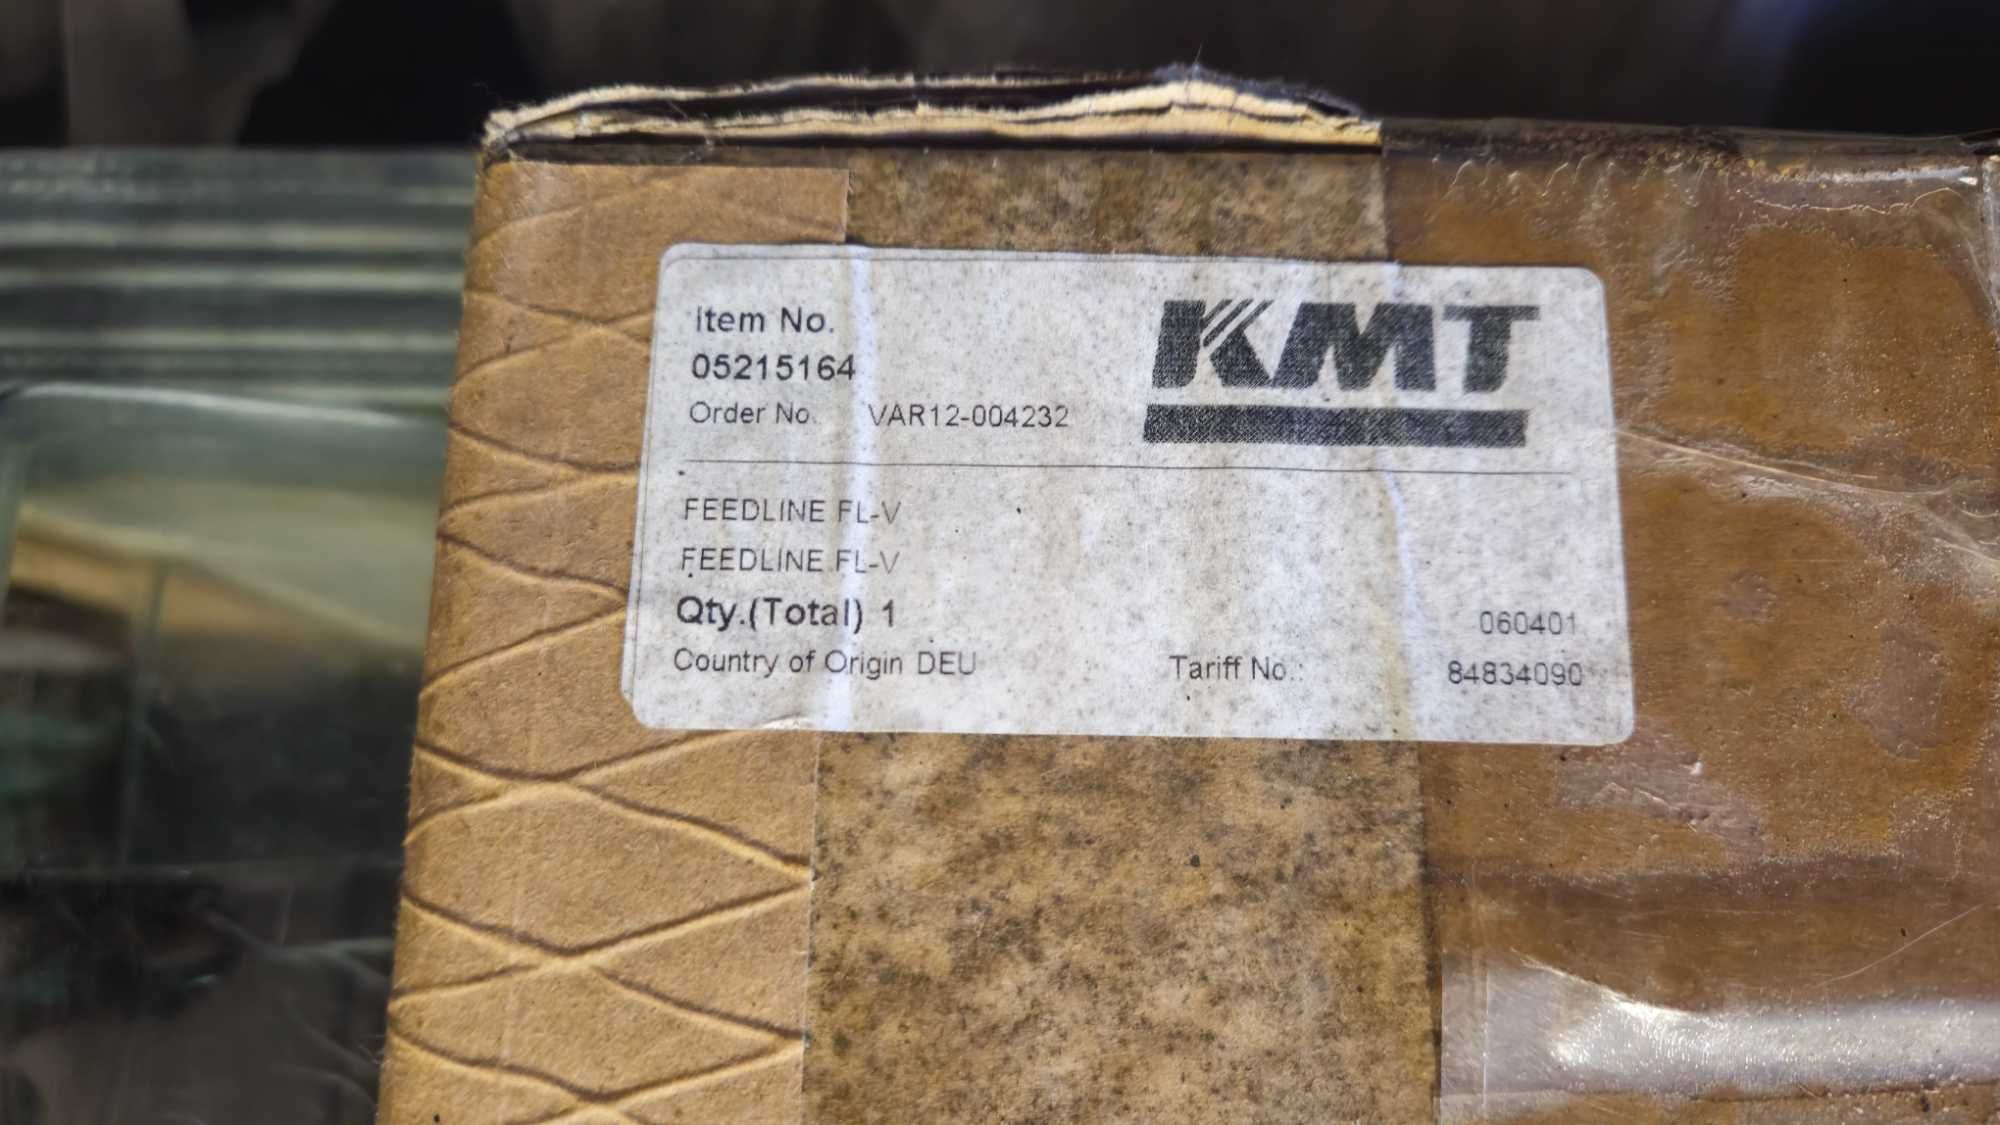 Item No.
05215164
KMT
Order No. VAR12-004232
FEEDLINE FL-V
FEEDLINE FL-V
Qty.(Total) 1
060401
Country of Origin DEU Tariff No.: 84834090